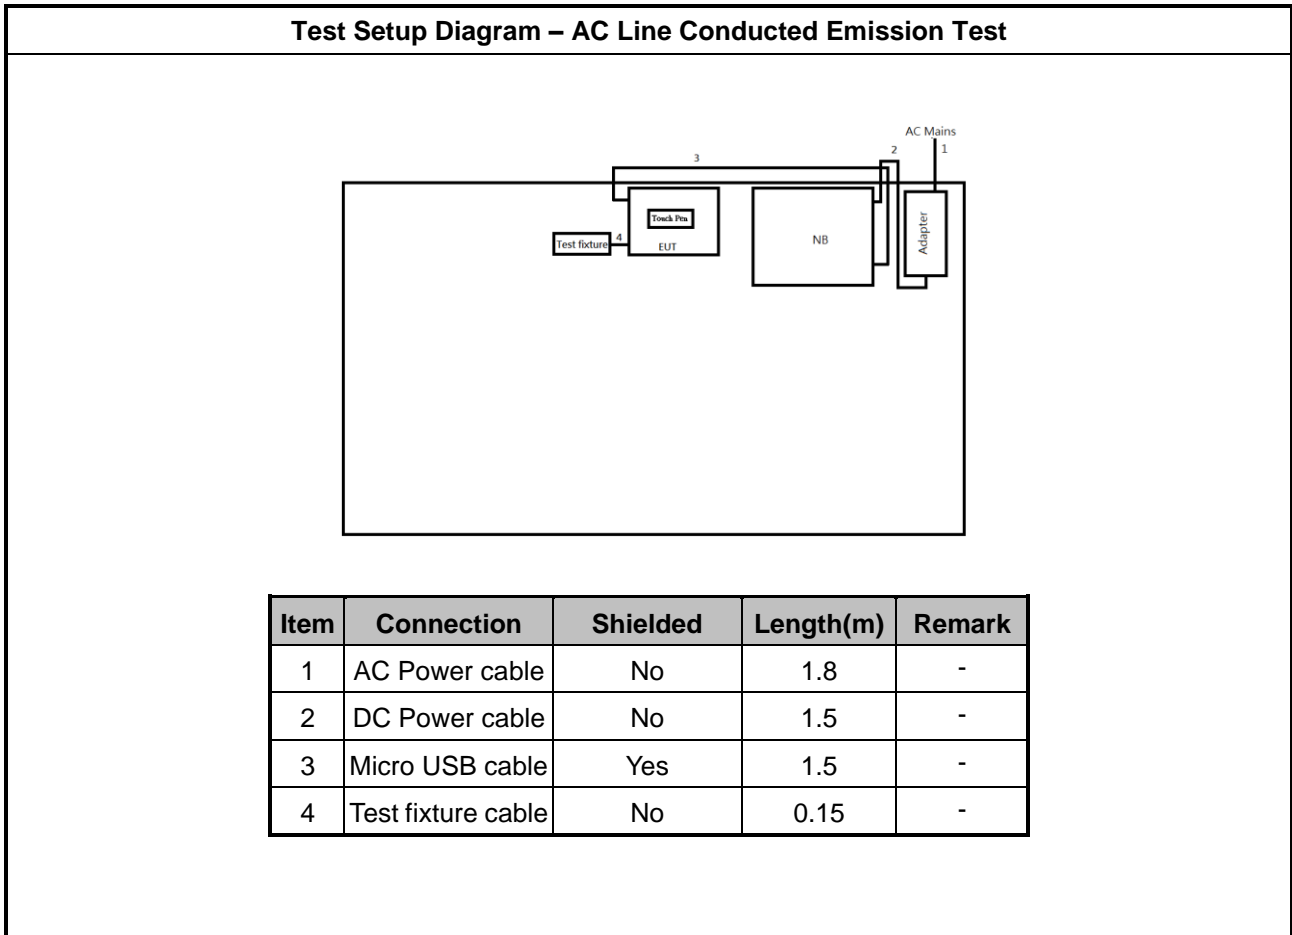 Test Setup Diagram – AC Line Conducted Emission Test
AC Mains
1
2
3
Touch Pen
EUT
4
Test fixture
NB
Adapter
Item Connection Shielded Length(m) Remark
1 AC Power cable No 1.8 -
2 DC Power cable No 1.5 -
3 Micro USB cable Yes 1.5 -
4 Test fixture cable No 0.15 -